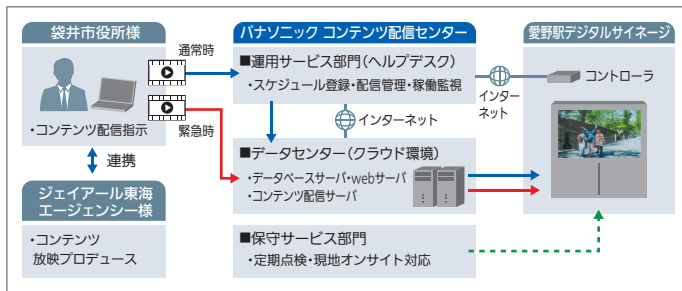 袋井市役所様
・コンテンツ配信指示
連携
ジェイアール東海
エージェンシー様
・コンテンツ
放映プロデュース
通常時
緊急時
パナソニック コンテンツ配信センター
■運用サービス部門(ヘルプデスク)
・スケジュール登録・配信管理・稼働監視
インターネット
■データセンター(クラウド環境)
・データベースサーバ・webサーバ
・コンテンツ配信サーバ
■保守サービス部門
・定期点検・現地オンサイト対応
インター
ネット
愛野駅デジタルサイネージ
コントローラ